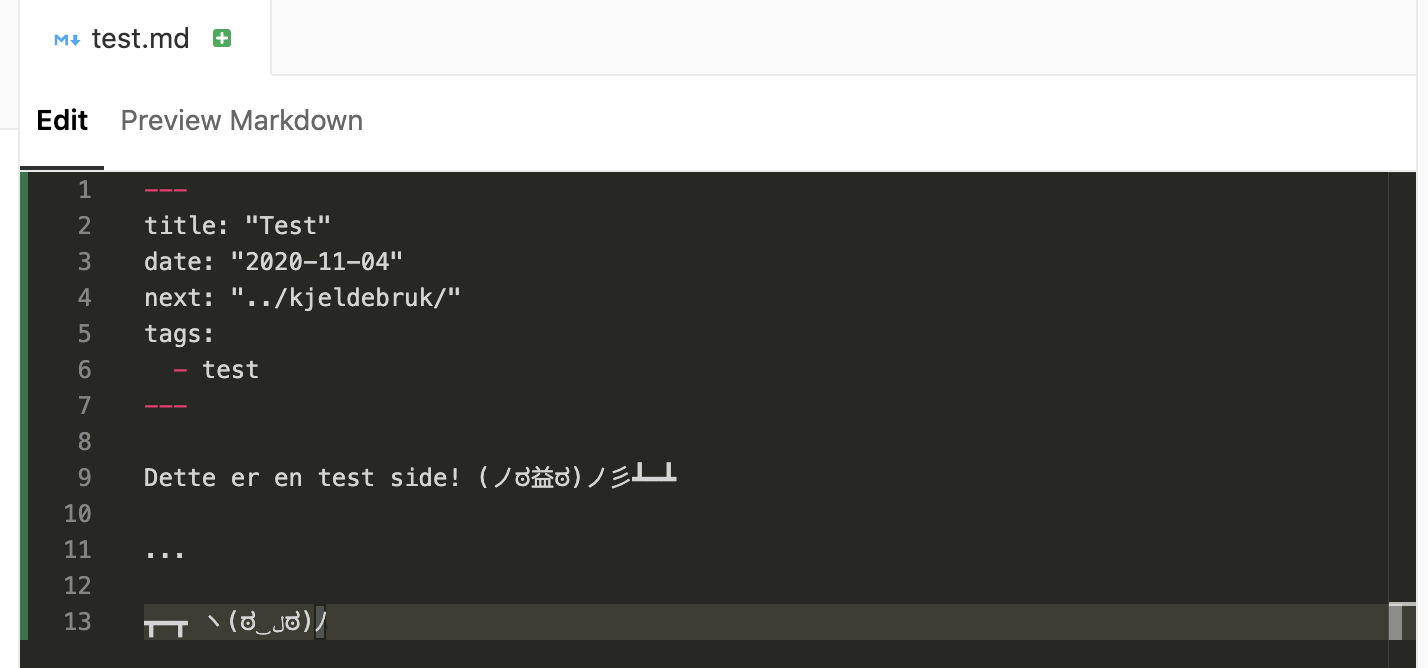 test.md
Edit Preview Markdown
1 ---
2 title: "Test"
3 date: "2020-11-04"
4 next: "../kjeldebruk/"
5 tags:
6   - test
7 ---
8
9 Dette er en test side! (ノಠ益ಠ)ノ彡┻━┻
10
11 ...
12
13 ┳━┳ ヽ(ಠ‿لಠ)ﾉ